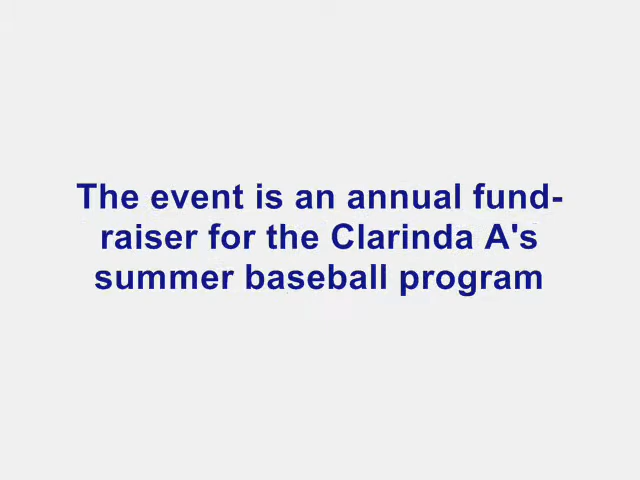 The event is an annual fund-
raiser for the Clarinda A's
summer baseball program